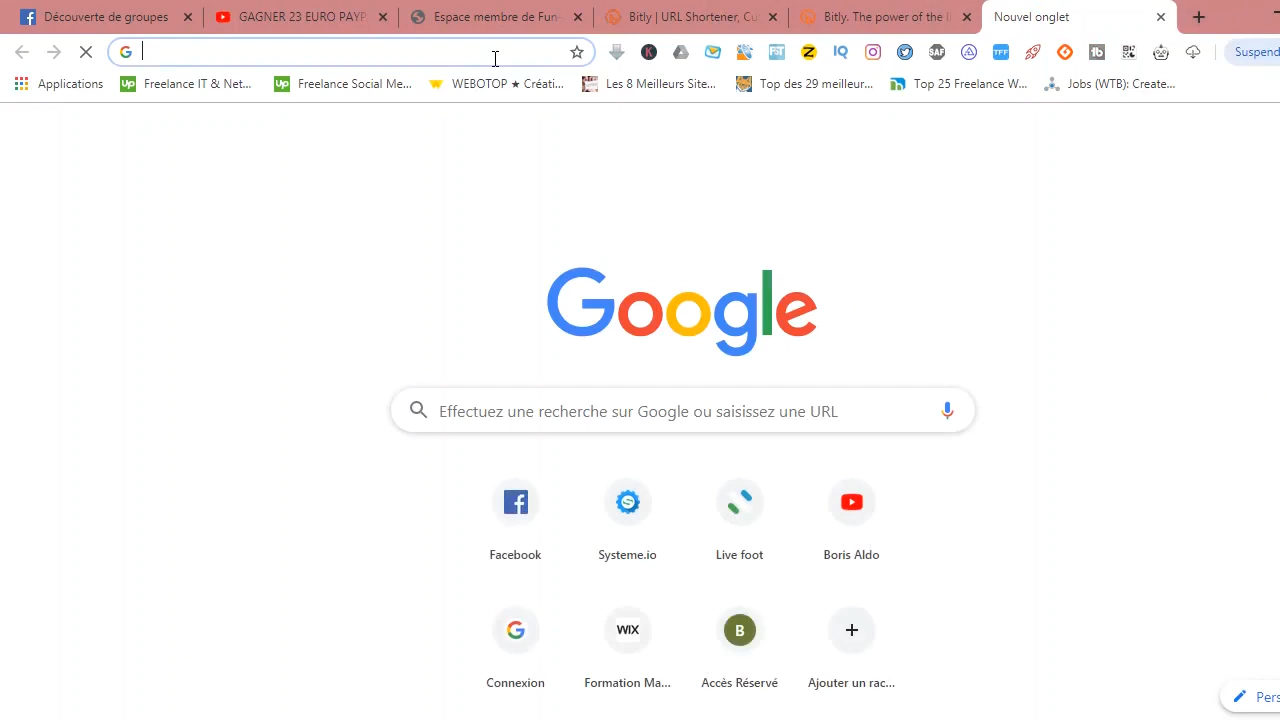 Découverte de groupes
GAGNER 23 EURO PAYP
Espace membre de Fun-
Bitly | URL Shortener, Cu
Bitly. The power of the l
Nouvel onglet
Suspend
Applications
Freelance IT & Net...
Freelance Social Me...
WEBOTOP ★ Créati...
Les 8 Meilleurs Site...
Top des 29 meilleur...
Top 25 Freelance W...
Jobs (WTB): Create...
Google
Effectuez une recherche sur Google ou saisissez une URL
Facebook
Systeme.io
Live foot
Boris Aldo
WIX
B
Connexion
Formation Ma...
Accès Réservé
Ajouter un rac...
Pers